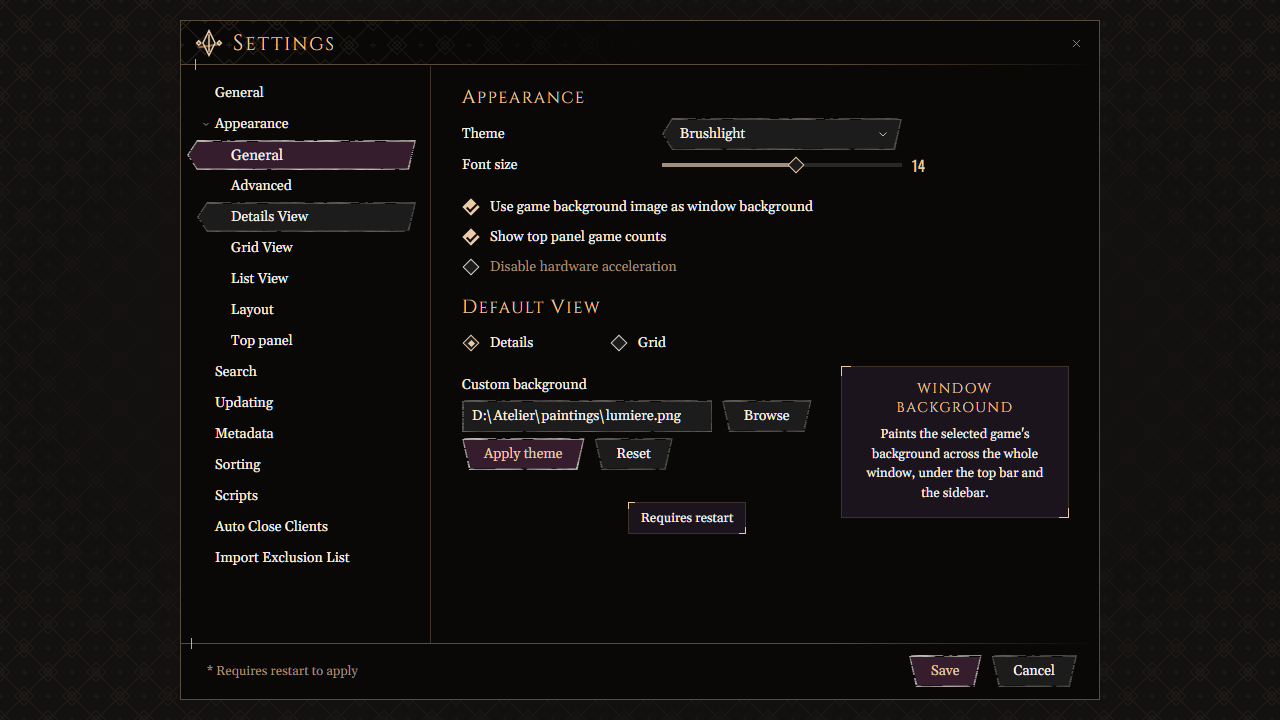 Settings
General
Appearance
General
Advanced
Details View
Grid View
List View
Layout
Top panel
Search
Updating
Metadata
Sorting
Scripts
Auto Close Clients
Import Exclusion List
Appearance
Theme
Brushlight
Font size
14
Use game background image as window background
Show top panel game counts
Disable hardware acceleration
Default View
Details
Grid
Custom background
D:\Atelier\paintings\lumiere.png
Browse
Apply theme
Reset
Requires restart
WINDOW
BACKGROUND
Paints the selected game's
background across the whole
window, under the top bar and
the sidebar.
* Requires restart to apply
Save
Cancel